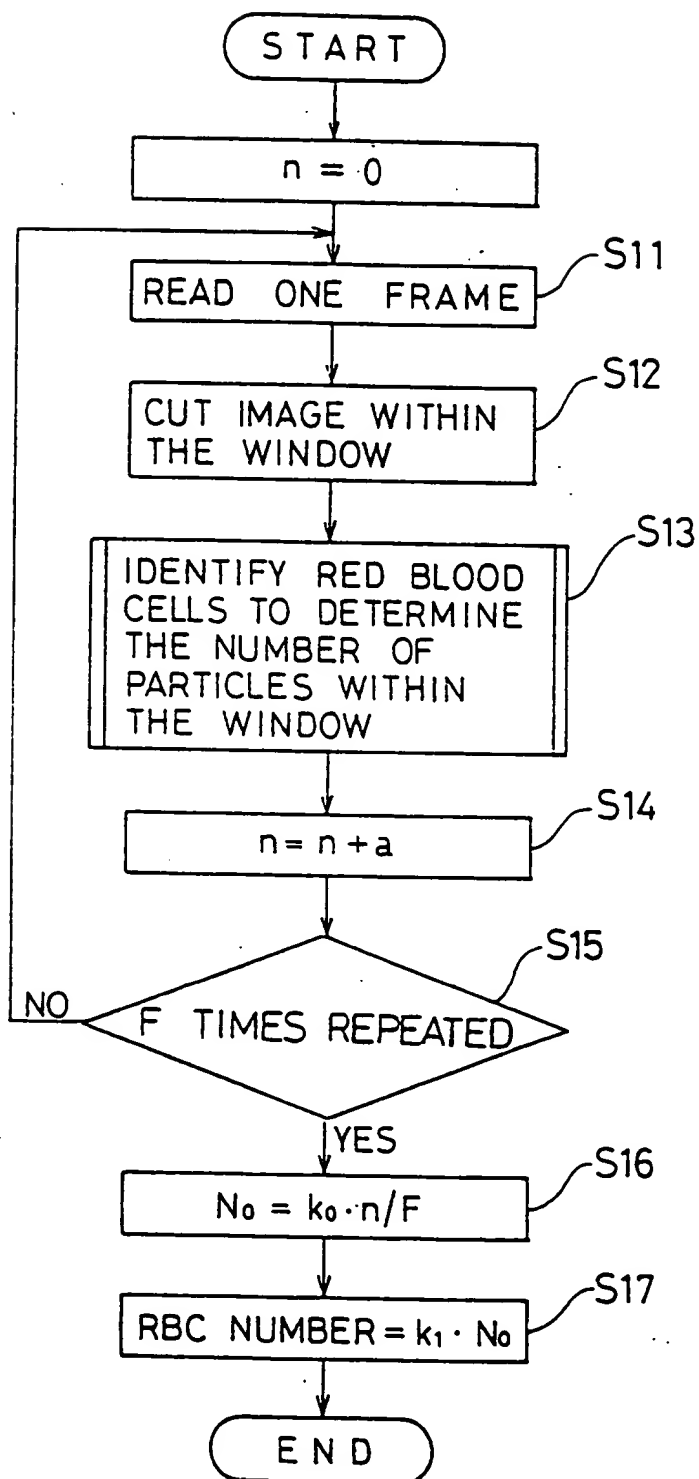 START
n = 0
S11
READ ONE FRAME
S12
CUT IMAGE WITHIN
THE WINDOW
S13
IDENTIFY RED BLOOD
CELLS TO DETERMINE
THE NUMBER OF
PARTICLES WITHIN
THE WINDOW
S14
n = n + a
S15
NO
F TIMES REPEATED
YES
S16
N₀ = k₀ · n/F
S17
RBC NUMBER = k₁ · N₀
END